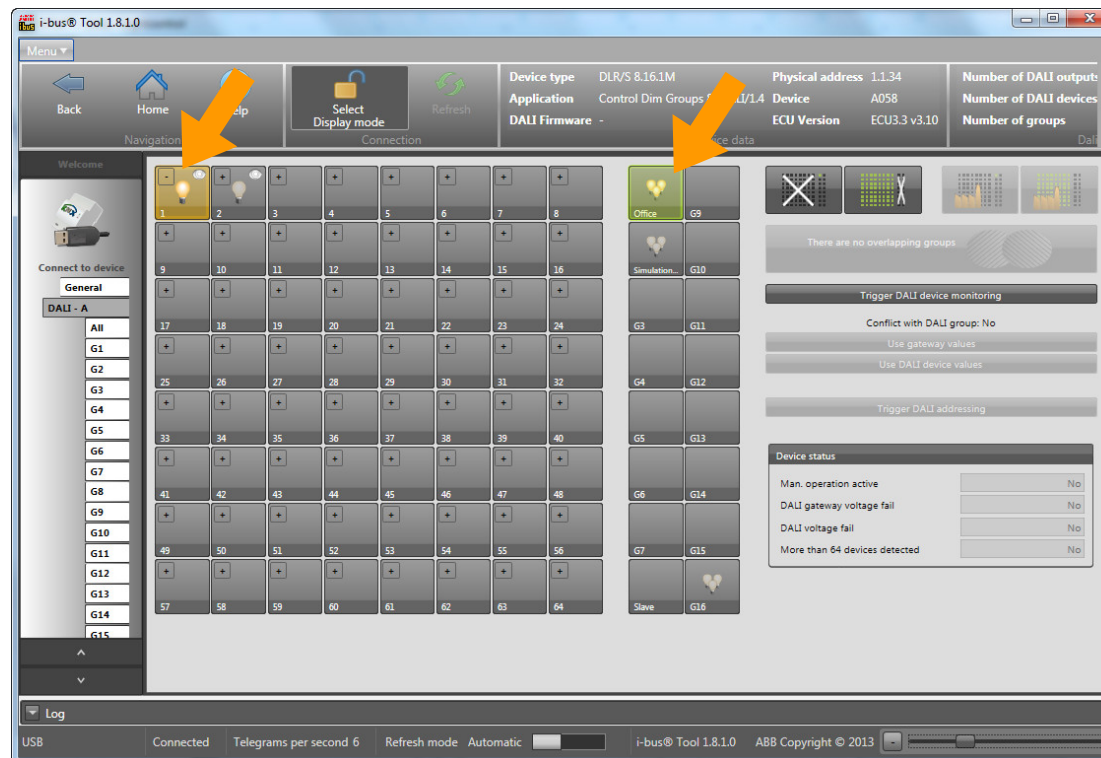 i-bus® Tool 1.8.1.0
Menu
Back
Home
Select
Display mode
Refresh
Device type DLR/S 8.16.1M
Application Control Dim Groups
Physical address 1.1.34
DALI/1.4 Device A058
DALI Firmware -
ECU Version ECU3.3 v3.10
Number of DALI outputs
Number of DALI devices
Number of groups
Navigation
Connection
data
Dali
Welcome
Connect to device
General
DALI - A
All
G1
G2
G3
G4
G5
G6
G7
G8
G9
G10
G11
G12
G13
G14
G15
- + + + + + + +
1 2 3 4 5 6 7 8
+ + + + + + + +
9 10 11 12 13 14 15 16
+ + + + + + + +
17 18 19 20 21 22 23 24
+ + + + + + + +
25 26 27 28 29 30 31 32
+ + + + + + + +
33 34 35 36 37 38 39 40
+ + + + + + + +
41 42 43 44 45 46 47 48
+ + + + + + + +
49 50 51 52 53 54 55 56
+ + + + + + + +
57 58 59 60 61 62 63 64
Office G9
Simulation... G10
G3 G11
G4 G12
G5 G13
G6 G14
G7 G15
Slave G16
There are no overlapping groups
Trigger DALI device monitoring
Conflict with DALI group: No
Use gateway values
Use DALI device values
Trigger DALI addressing
Device status
Man. operation active No
DALI gateway voltage fail No
DALI voltage fail No
More than 64 devices detected No
Log
USB Connected Telegrams per second 6 Refresh mode Automatic i-bus® Tool 1.8.1.0 ABB Copyright © 2013 -